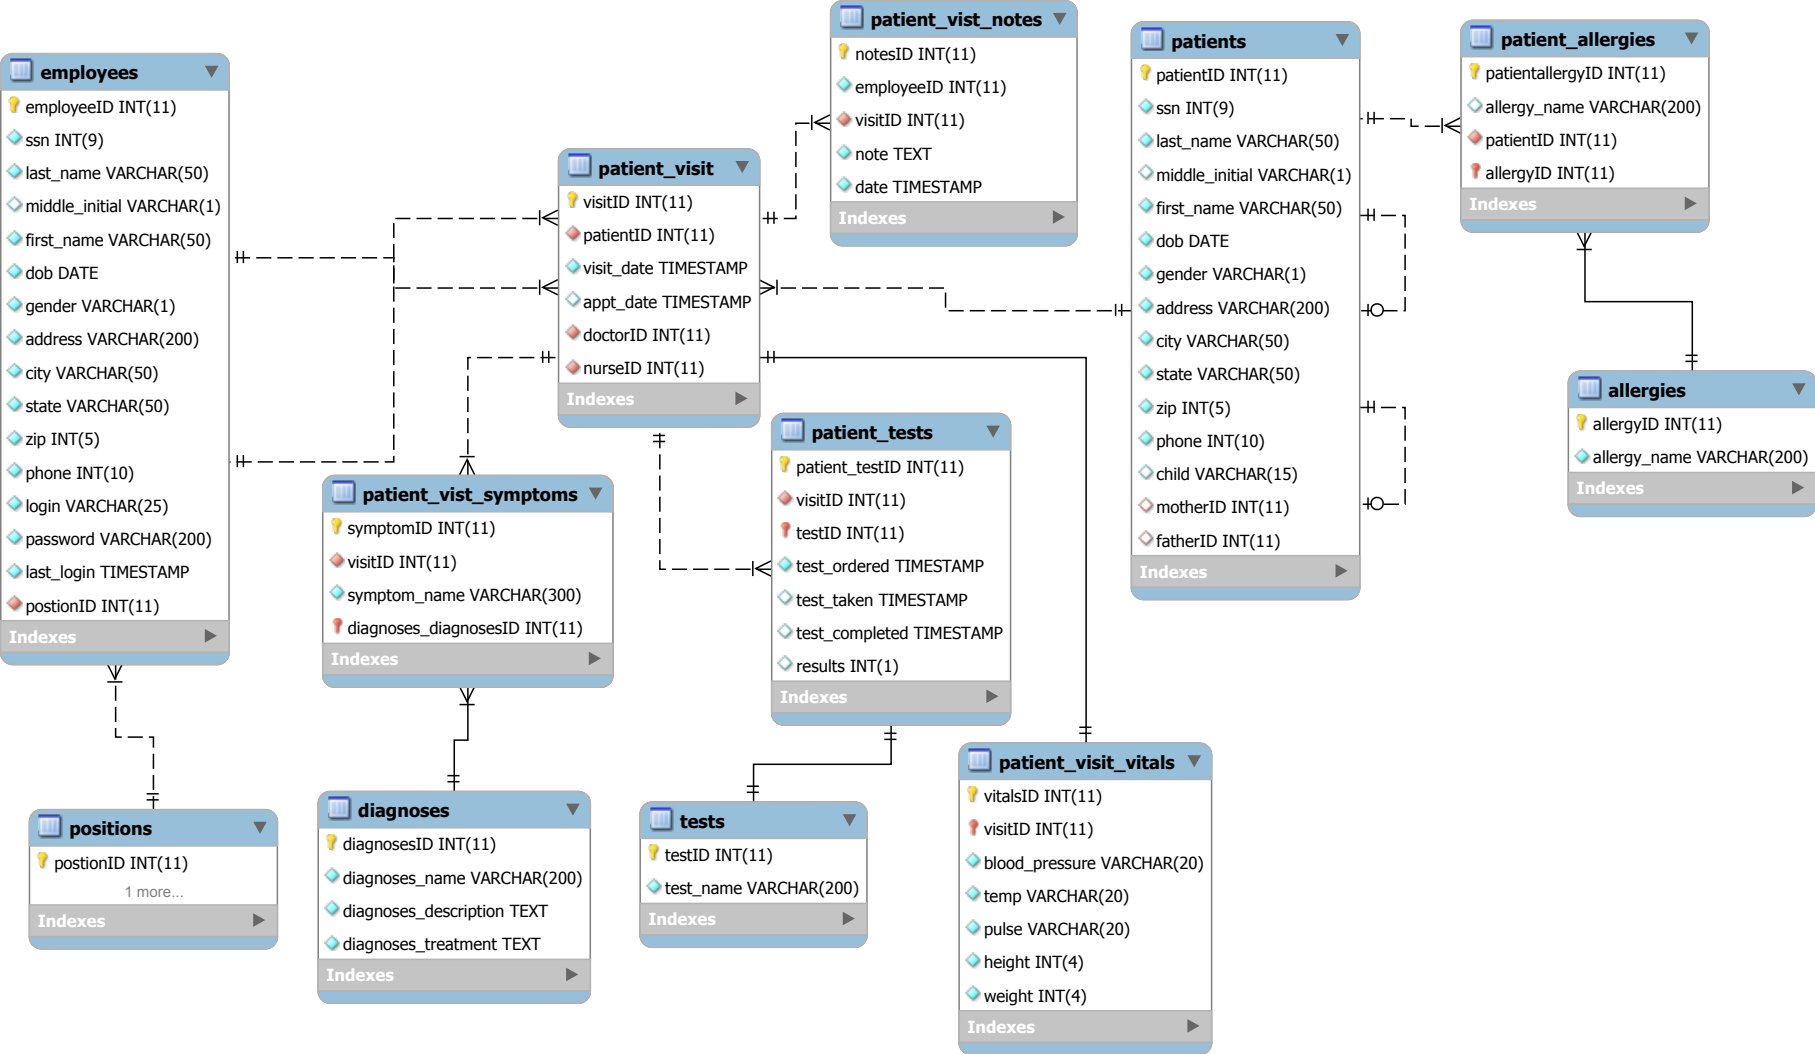 employees
employeeID INT(11)
ssn INT(9)
last_name VARCHAR(50)
middle_initial VARCHAR(1)
first_name VARCHAR(50)
dob DATE
gender VARCHAR(1)
address VARCHAR(200)
city VARCHAR(50)
state VARCHAR(50)
zip INT(5)
phone INT(10)
login VARCHAR(25)
password VARCHAR(200)
last_login TIMESTAMP
postionID INT(11)
Indexes
positions
postionID INT(11)
1 more...
Indexes
patient_visit
visitID INT(11)
patientID INT(11)
visit_date TIMESTAMP
appt_date TIMESTAMP
doctorID INT(11)
nurseID INT(11)
Indexes
patient_vist_symptoms
symptomID INT(11)
visitID INT(11)
symptom_name VARCHAR(300)
diagnoses_diagnosesID INT(11)
Indexes
diagnoses
diagnosesID INT(11)
diagnoses_name VARCHAR(200)
diagnoses_description TEXT
diagnoses_treatment TEXT
Indexes
patient_vist_notes
notesID INT(11)
employeeID INT(11)
visitID INT(11)
note TEXT
date TIMESTAMP
Indexes
patient_tests
patient_testID INT(11)
visitID INT(11)
testID INT(11)
test_ordered TIMESTAMP
test_taken TIMESTAMP
test_completed TIMESTAMP
results INT(1)
Indexes
tests
testID INT(11)
test_name VARCHAR(200)
Indexes
patient_visit_vitals
vitalsID INT(11)
visitID INT(11)
blood_pressure VARCHAR(20)
temp VARCHAR(20)
pulse VARCHAR(20)
height INT(4)
weight INT(4)
Indexes
patients
patientID INT(11)
ssn INT(9)
last_name VARCHAR(50)
middle_initial VARCHAR(1)
first_name VARCHAR(50)
dob DATE
gender VARCHAR(1)
address VARCHAR(200)
city VARCHAR(50)
state VARCHAR(50)
zip INT(5)
phone INT(10)
child VARCHAR(15)
motherID INT(11)
fatherID INT(11)
Indexes
patient_allergies
patientallergyID INT(11)
allergy_name VARCHAR(200)
patientID INT(11)
allergyID INT(11)
Indexes
allergies
allergyID INT(11)
allergy_name VARCHAR(200)
Indexes